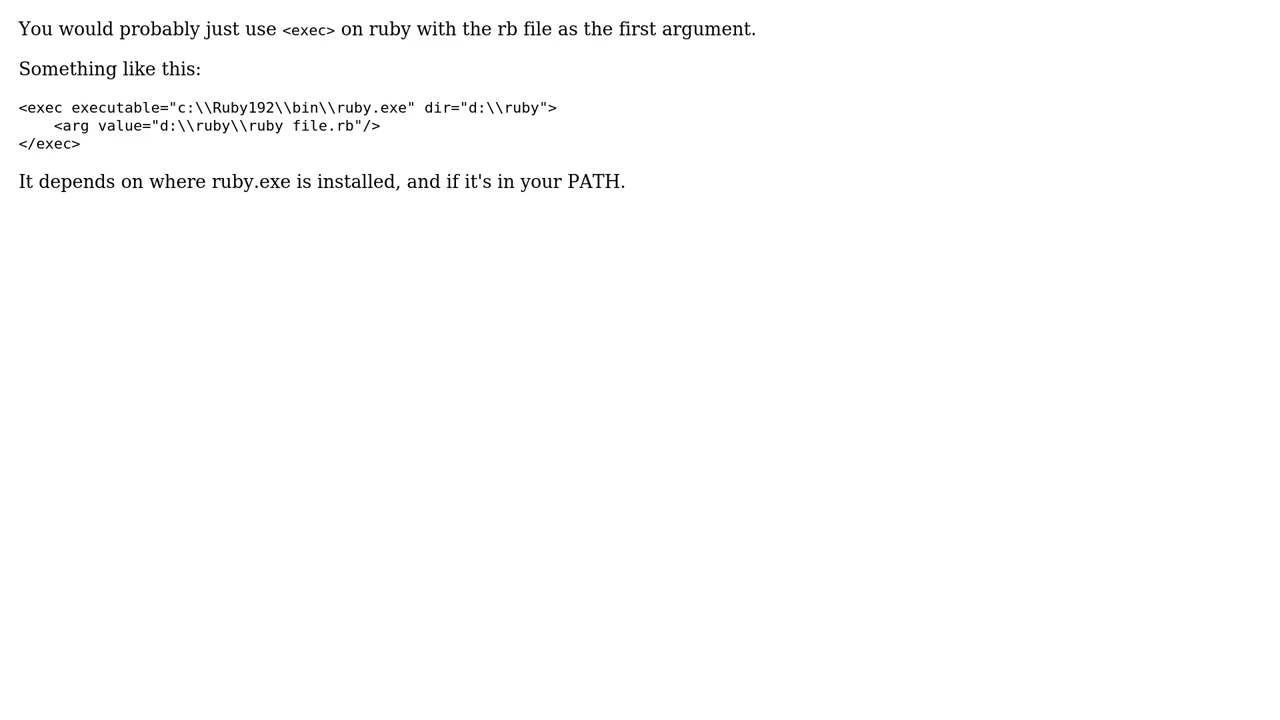 You would probably just use <exec> on ruby with the rb file as the first argument.
Something like this:
<exec executable="c:\\Ruby192\\bin\\ruby.exe" dir="d:\\ruby">
    <arg value="d:\\ruby\\ruby file.rb"/>
</exec>
It depends on where ruby.exe is installed, and if it's in your PATH.